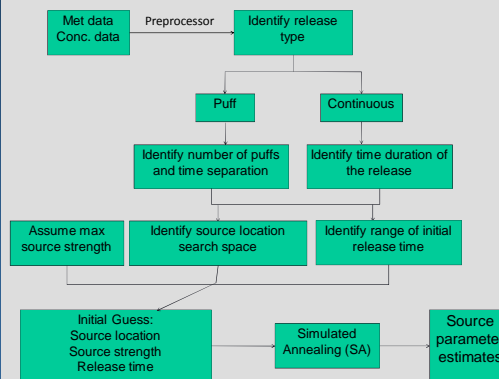 Met data
Conc. data
Preprocessor
Identify release
type
Puff
Continuous
Identify number of puffs
and time separation
Identify time duration of
the release
Assume max
source strength
Identify source location
search space
Identify range of initial
release time
Initial Guess:
Source location
Source strength
Release time
Simulated
Annealing (SA)
Source
paramete
estimates